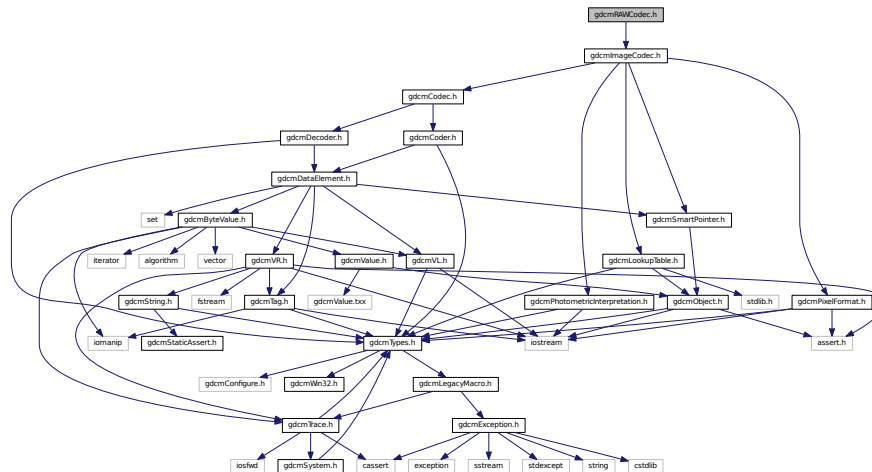 gdcmRAWCodec.h
gdcmImageCodec.h
gdcmCodec.h
gdcmDecoder.h
gdcmCoder.h
gdcmDataElement.h
set
gdcmByteValue.h
gdcmSmartPointer.h
iterator
algorithm
vector
gdcmVR.h
gdcmValue.h
gdcmVL.h
gdcmLookupTable.h
gdcmString.h
fstream
gdcmTag.h
gdcmValue.txx
gdcmPhotometricInterpretation.h
gdcmObject.h
stdlib.h
gdcmPixelFormat.h
iomanip
gdcmStaticAssert.h
gdcmTypes.h
iostream
assert.h
gdcmConfigure.h
gdcmWin32.h
gdcmLegacyMacro.h
gdcmTrace.h
gdcmException.h
iosfwd
gdcmSystem.h
cassert
exception
sstream
stdexcept
string
cstdlib